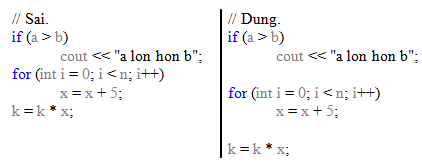 // Sai.
if (a > b)
cout << "a lon hon b";
for (int i = 0; i < n; i++)
x = x + 5;
k = k * x;
// Dung.
if (a > b)
cout << "a lon hon b";
for (int i = 0; i < n; i++)
x = x + 5;
k = k * x;